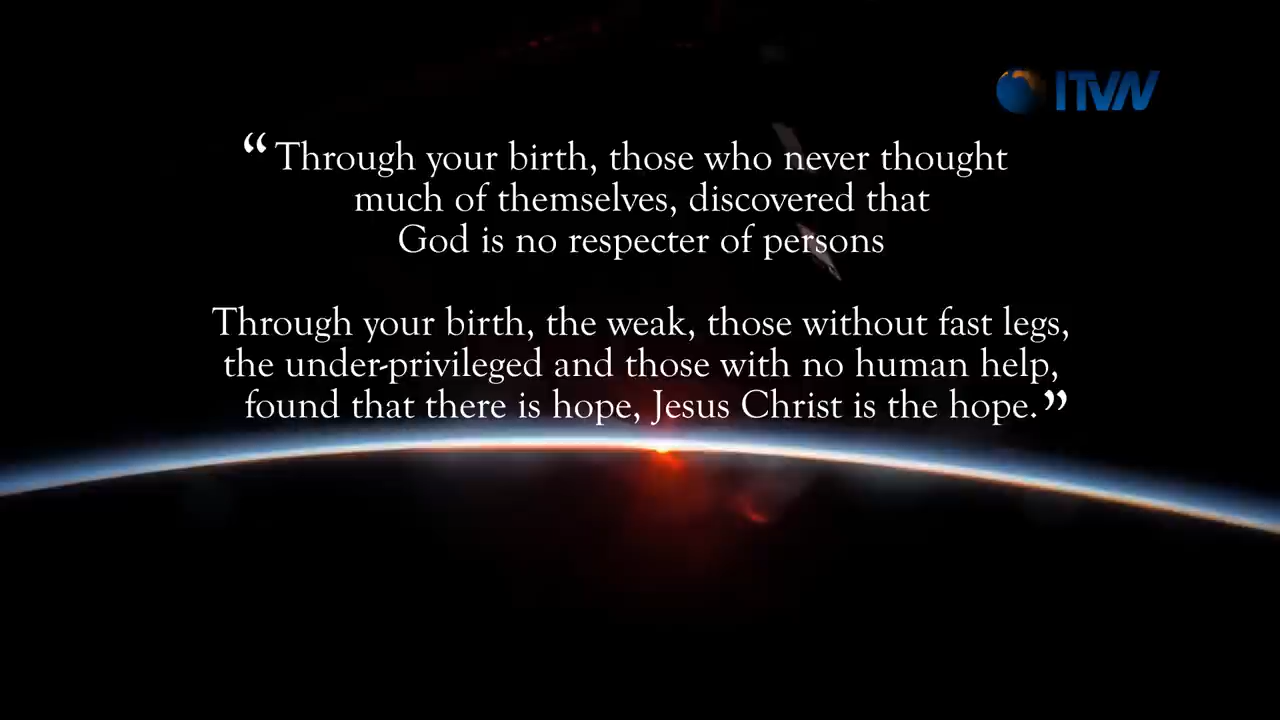 ITVW
“Through your birth, those who never thought
much of themselves, discovered that
God is no respecter of persons
Through your birth, the weak, those without fast legs,
the under-privileged and those with no human help,
found that there is hope, Jesus Christ is the hope.”